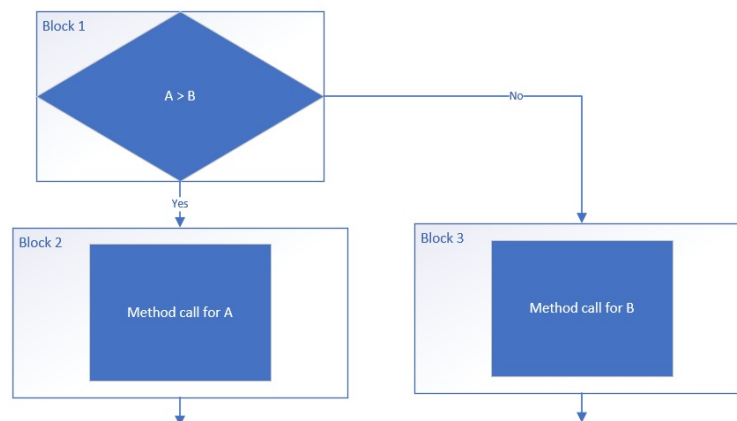 Block 1
A > B
No
Yes
Block 2
Method call for A
Block 3
Method call for B